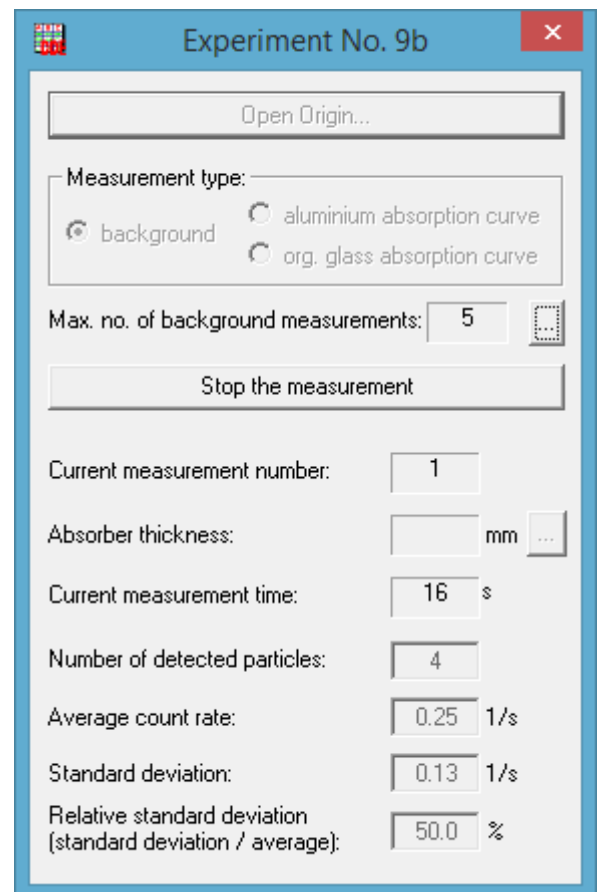 Experiment No. 9b
Open Origin...
Measurement type:
background
aluminium absorption curve
org. glass absorption curve
Max. no. of background measurements: 5 ...
Stop the measurement
Current measurement number: 1
Absorber thickness: mm ...
Current measurement time: 16 s
Number of detected particles: 4
Average count rate: 0.25 1/s
Standard deviation: 0.13 1/s
Relative standard deviation
(standard deviation / average): 50.0 %